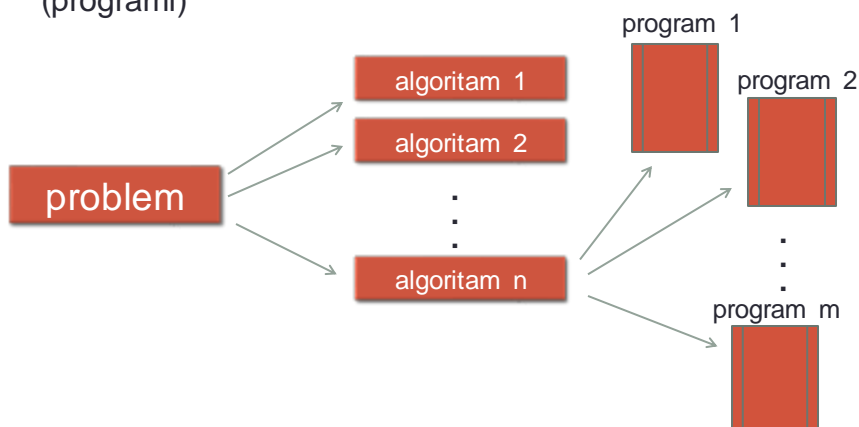 (programi)
program 1
algoritam 1
program 2
algoritam 2
problem
.
.
.
.
.
.
algoritam n
program m